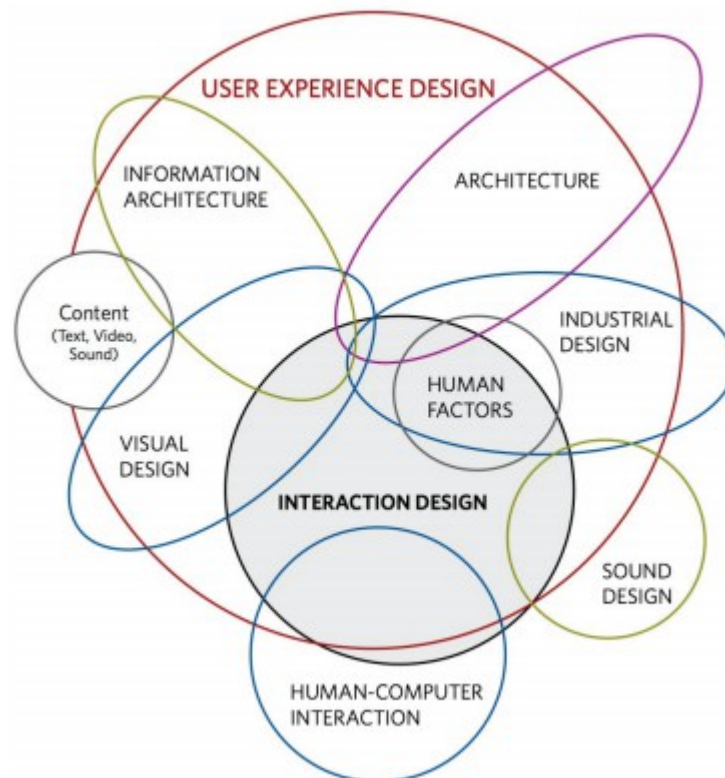 USER EXPERIENCE DESIGN
INFORMATION
ARCHITECTURE
ARCHITECTURE
Content
(Text, Video,
Sound)
INDUSTRIAL
DESIGN
HUMAN
FACTORS
VISUAL
DESIGN
INTERACTION DESIGN
SOUND
DESIGN
HUMAN-COMPUTER
INTERACTION